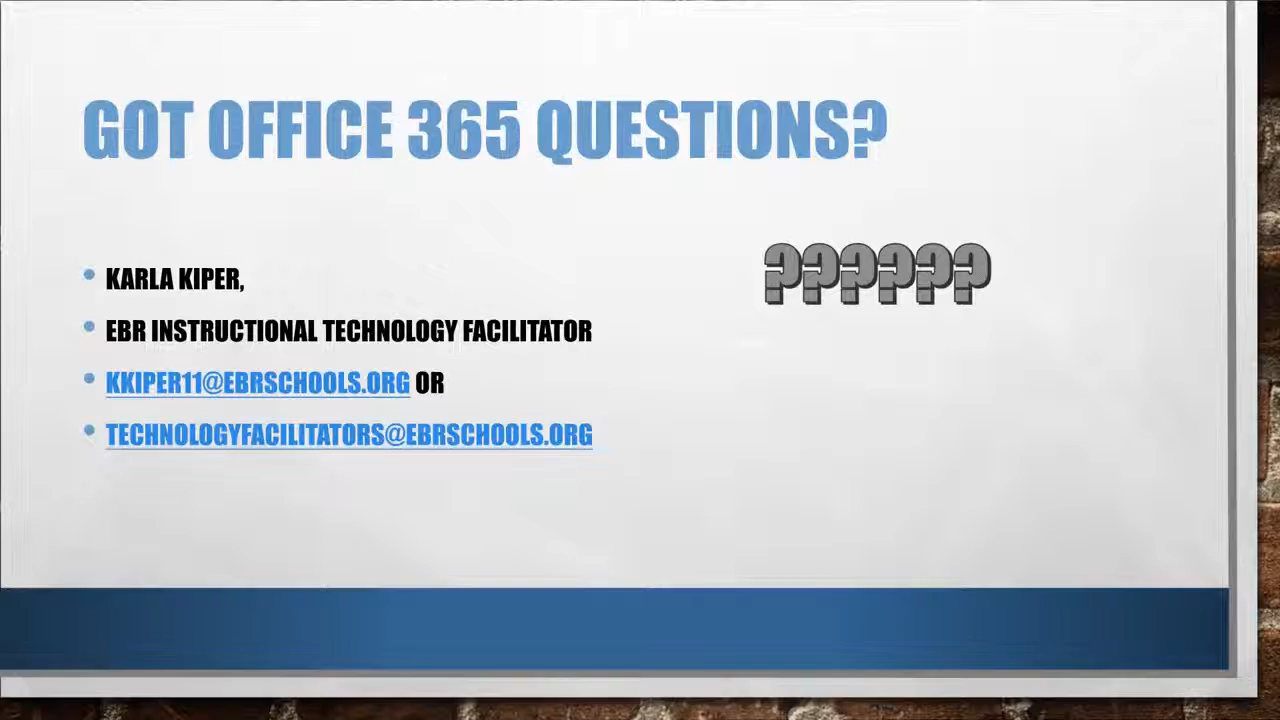 GOT OFFICE 365 QUESTIONS?
KARLA KIPER,
??????
EBR INSTRUCTIONAL TECHNOLOGY FACILITATOR
KKIPER11@EBRSCHOOLS.ORG OR
TECHNOLOGYFACILITATORS@EBRSCHOOLS.ORG